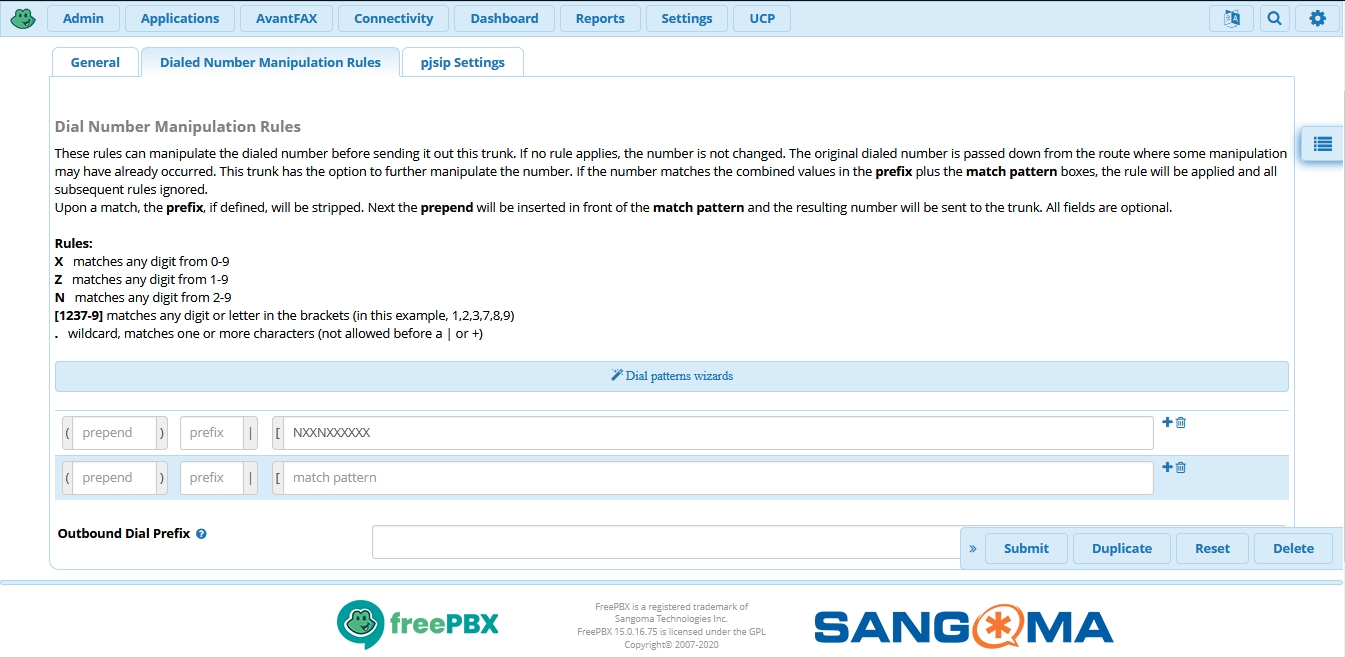 Admin Applications AvantFAX Connectivity Dashboard Reports Settings UCP
General Dialed Number Manipulation Rules pjsip Settings
Dial Number Manipulation Rules
These rules can manipulate the dialed number before sending it out this trunk. If no rule applies, the number is not changed. The original dialed number is passed down from the route where some manipulation
may have already occurred. This trunk has the option to further manipulate the number. If the number matches the combined values in the prefix plus the match pattern boxes, the rule will be applied and all
subsequent rules ignored.
Upon a match, the prefix, if defined, will be stripped. Next the prepend will be inserted in front of the match pattern and the resulting number will be sent to the trunk. All fields are optional.
Rules:
X matches any digit from 0-9
Z matches any digit from 1-9
N matches any digit from 2-9
[1237-9] matches any digit or letter in the brackets (in this example, 1,2,3,7,8,9)
. wildcard, matches one or more characters (not allowed before a | or +)
Dial patterns wizards
( prepend ) prefix | [ NXXNXXXXXX
( prepend ) prefix | [ match pattern
Outbound Dial Prefix ?
» Submit Duplicate Reset Delete
freePBX
FreePBX is a registered trademark of
Sangoma Technologies Inc.
FreePBX 15.0.16.75 is licensed under the GPL
Copyright© 2007-2020
SANGOMA